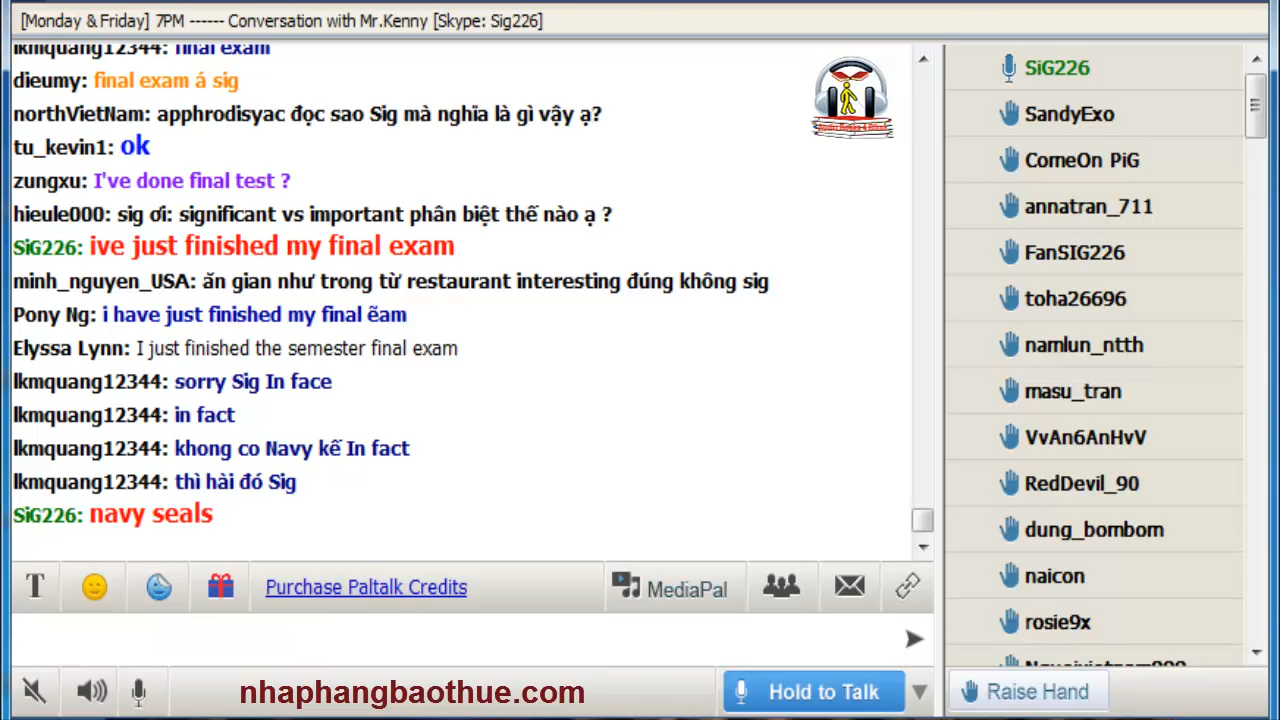 [Monday & Friday] 7PM ------ Conversation with Mr.Kenny [Skype: Sig226]
lkmquang12344: final exam
dieumy: final exam á sig
northVietNam: apphrodisyac đọc sao Sig mà nghĩa là gì vậy ạ?
tu_kevin1: ok
zungxu: I've done final test ?
hieule000: sig ơi: significant vs important phân biệt thế nào ạ ?
SiG226: ive just finished my final exam
minh_nguyen_USA: ăn gian như trong từ restaurant interesting đúng không sig
Pony Ng: i have just finished my final ẽam
Elyssa Lynn: I just finished the semester final exam
lkmquang12344: sorry Sig In face
lkmquang12344: in fact
lkmquang12344: khong co Navy kế In fact
lkmquang12344: thì hài đó Sig
SiG226: navy seals
T
Purchase Paltalk Credits
MediaPal
nhaphangbaothue.com
Hold to Talk
SiG226
SandyExo
ComeOn PiG
annatran_711
FanSIG226
toha26696
namlun_ntth
masu_tran
VvAn6AnHvV
RedDevil_90
dung_bombom
naicon
rosie9x
Raise Hand